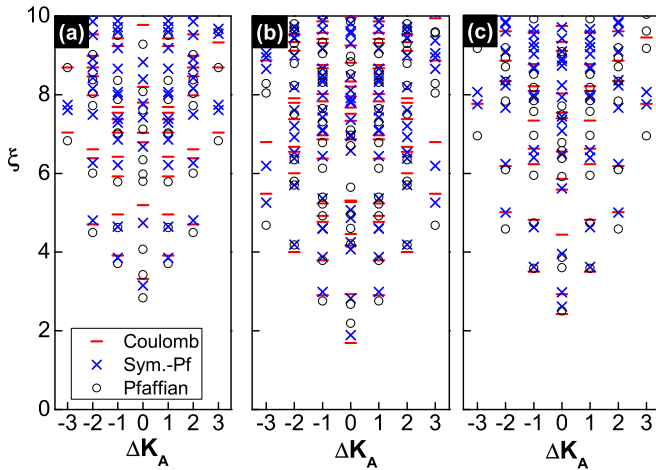 (a) (b) (c)
10
8
6
4
2
0
ξ
Coulomb
Sym.-Pf
Pfaffian
-3 -2 -1 0 1 2 3 -3 -2 -1 0 1 2 3 -3 -2 -1 0 1 2 3
ΔK_A ΔK_A ΔK_A